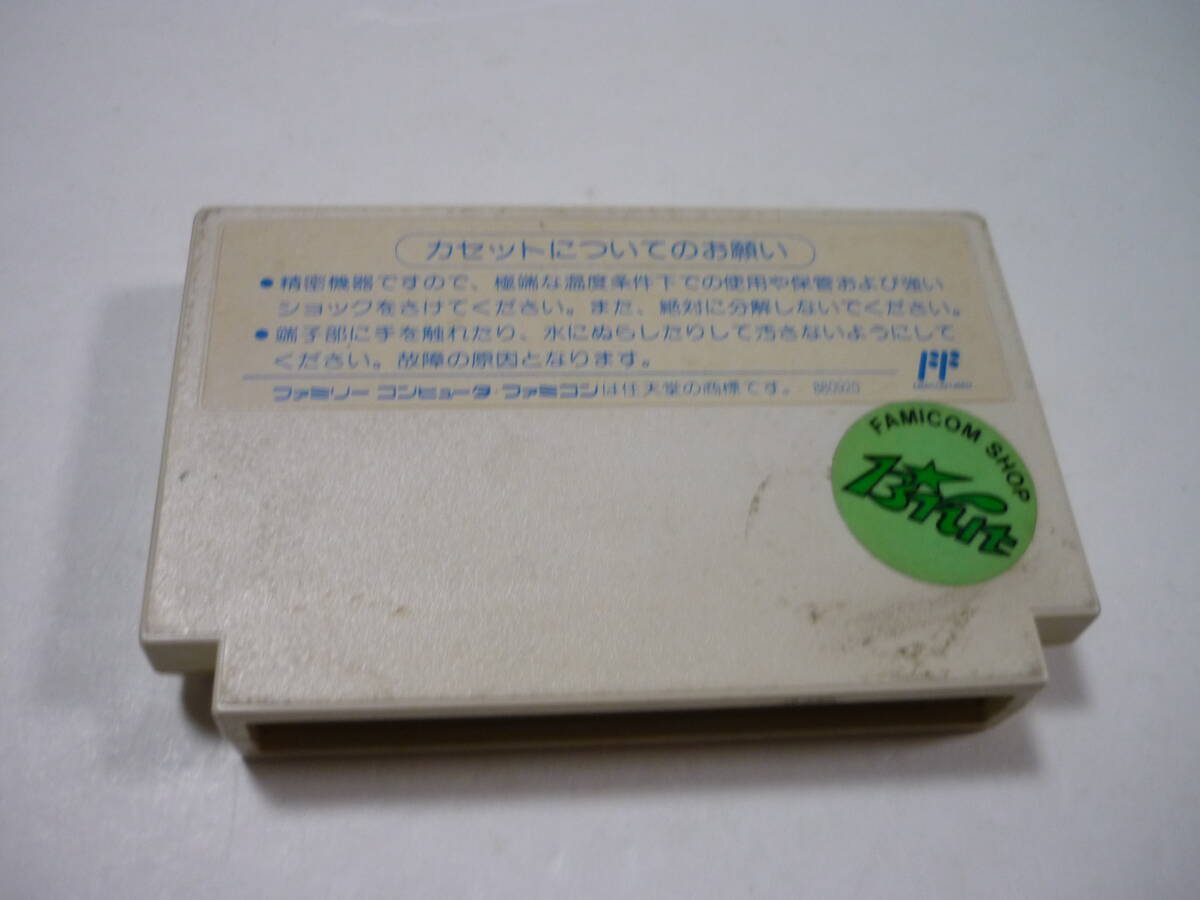 カセットについてのお願い
●精密機器ですので、極端な温度条件下での使用や保管および強い
ショックをさけてください。また、絶対に分解しないでください。
●端子部に手を触れたり、水にぬらしたりして汚さないようにして
ください。故障の原因となります。
ファミリーコンピュータ・ファミコンは任天堂の商標です。
FAMICOM SHOP